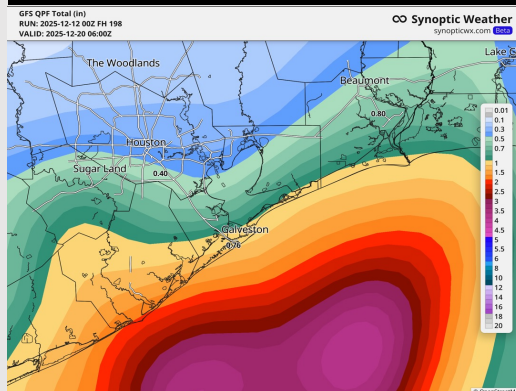 GFS QPF Total (in)
RUN: 2025-12-12 00Z FH 198
VALID: 2025-12-20 06:00Z
Synoptic Weather
synopticwx.com Beta
Lake C
The Woodlands
Beaumont
0.80
Houston
Sugar Land
0.40
Galveston
0.76
0.01
0.1
0.3
0.5
0.7
1
1.5
2
2.5
3
3.5
4
4.5
5
5.5
6
8
10
12
14
16
18
20